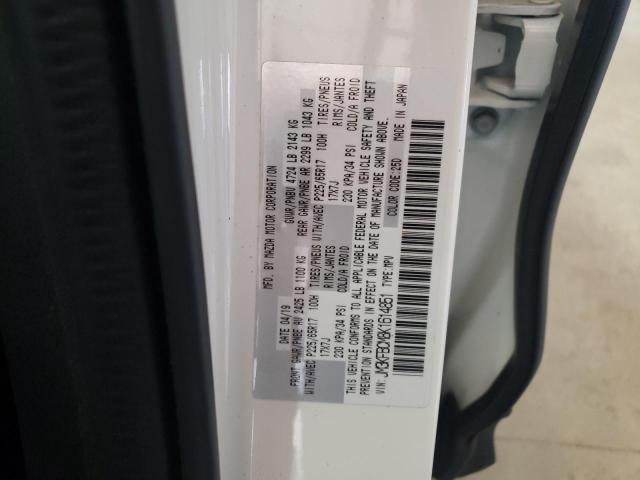 MFD. BY MAZDA MOTOR CORPORATION
DATE 04/19 GVWR/PNBV 4724 LB 2143 KG
FRONT GAWR/PNBE AV 2425 LB 1100 KG REAR GAWR/PNBE AR 2299 LB 1043 KG
WITH/AVEC P225/65R17 100H TIRES/PNEUS WITH/AVEC P225/65R17 100H TIRES/PNEUS
17X7J RIMS/JANTES 17X7J RIMS/JANTES
230 KPA/34 PSI COLD/A FROID 230 KPA/34 PSI COLD/A FROID
THIS VEHICLE CONFORMS TO ALL APPLICABLE FEDERAL MOTOR VEHICLE SAFETY AND THEFT
PREVENTION STANDARDS IN EFFECT ON THE DATE OF MANUFACTURE SHOWN ABOVE.
VIN: JM3KFBCM8K1614851 TYPE: MPV COLOR CODE: 25D MADE IN JAPAN